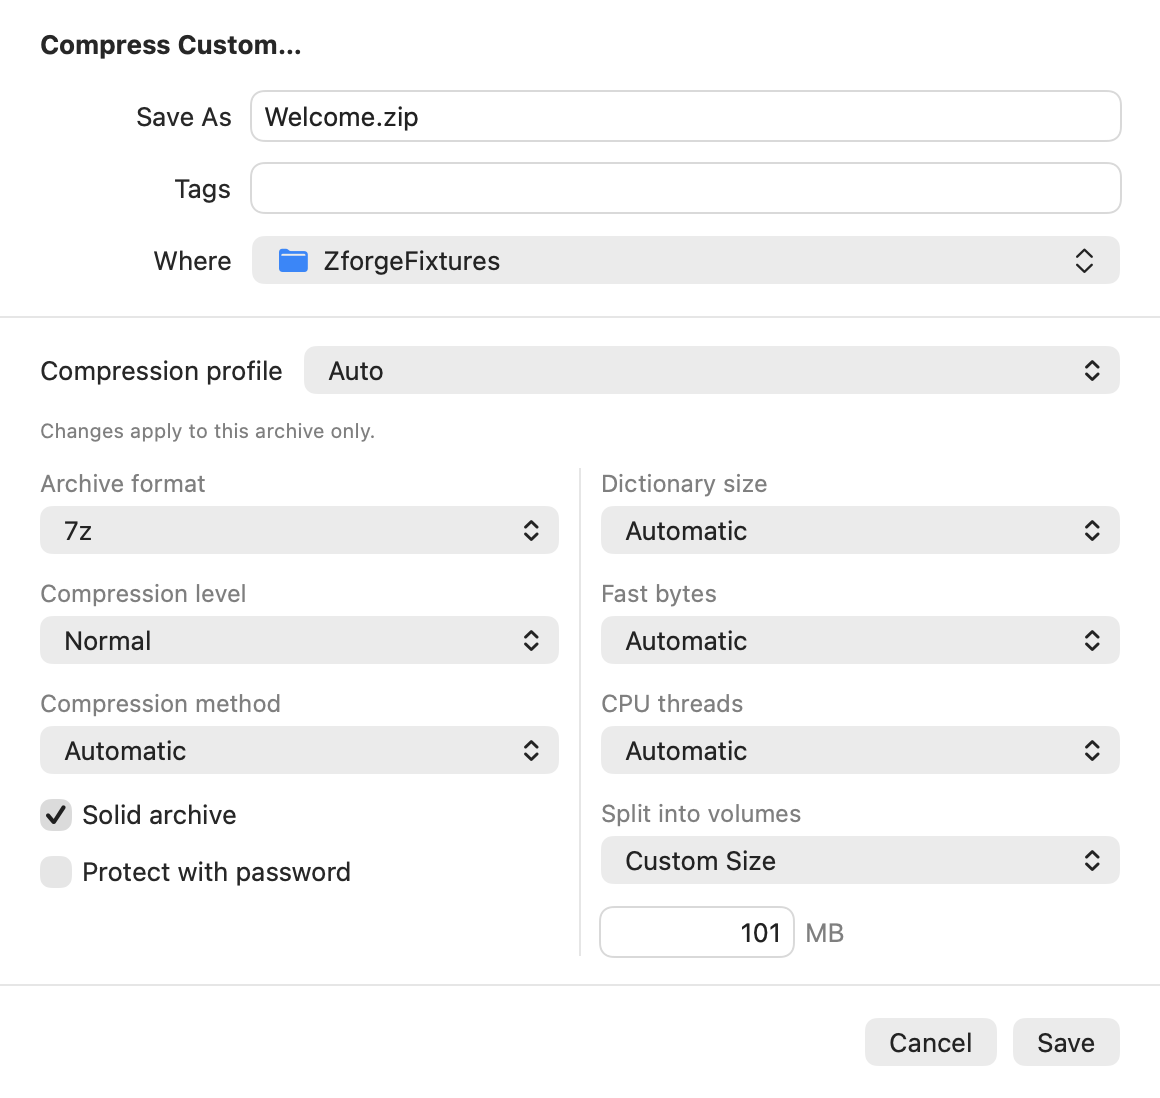 Compress Custom...
Save As Welcome.zip
Tags
Where ZforgeFixtures
Compression profile Auto
Changes apply to this archive only.
Archive format
7z
Compression level
Normal
Compression method
Automatic
Solid archive
Protect with password
Dictionary size
Automatic
Fast bytes
Automatic
CPU threads
Automatic
Split into volumes
Custom Size
101 MB
Cancel Save